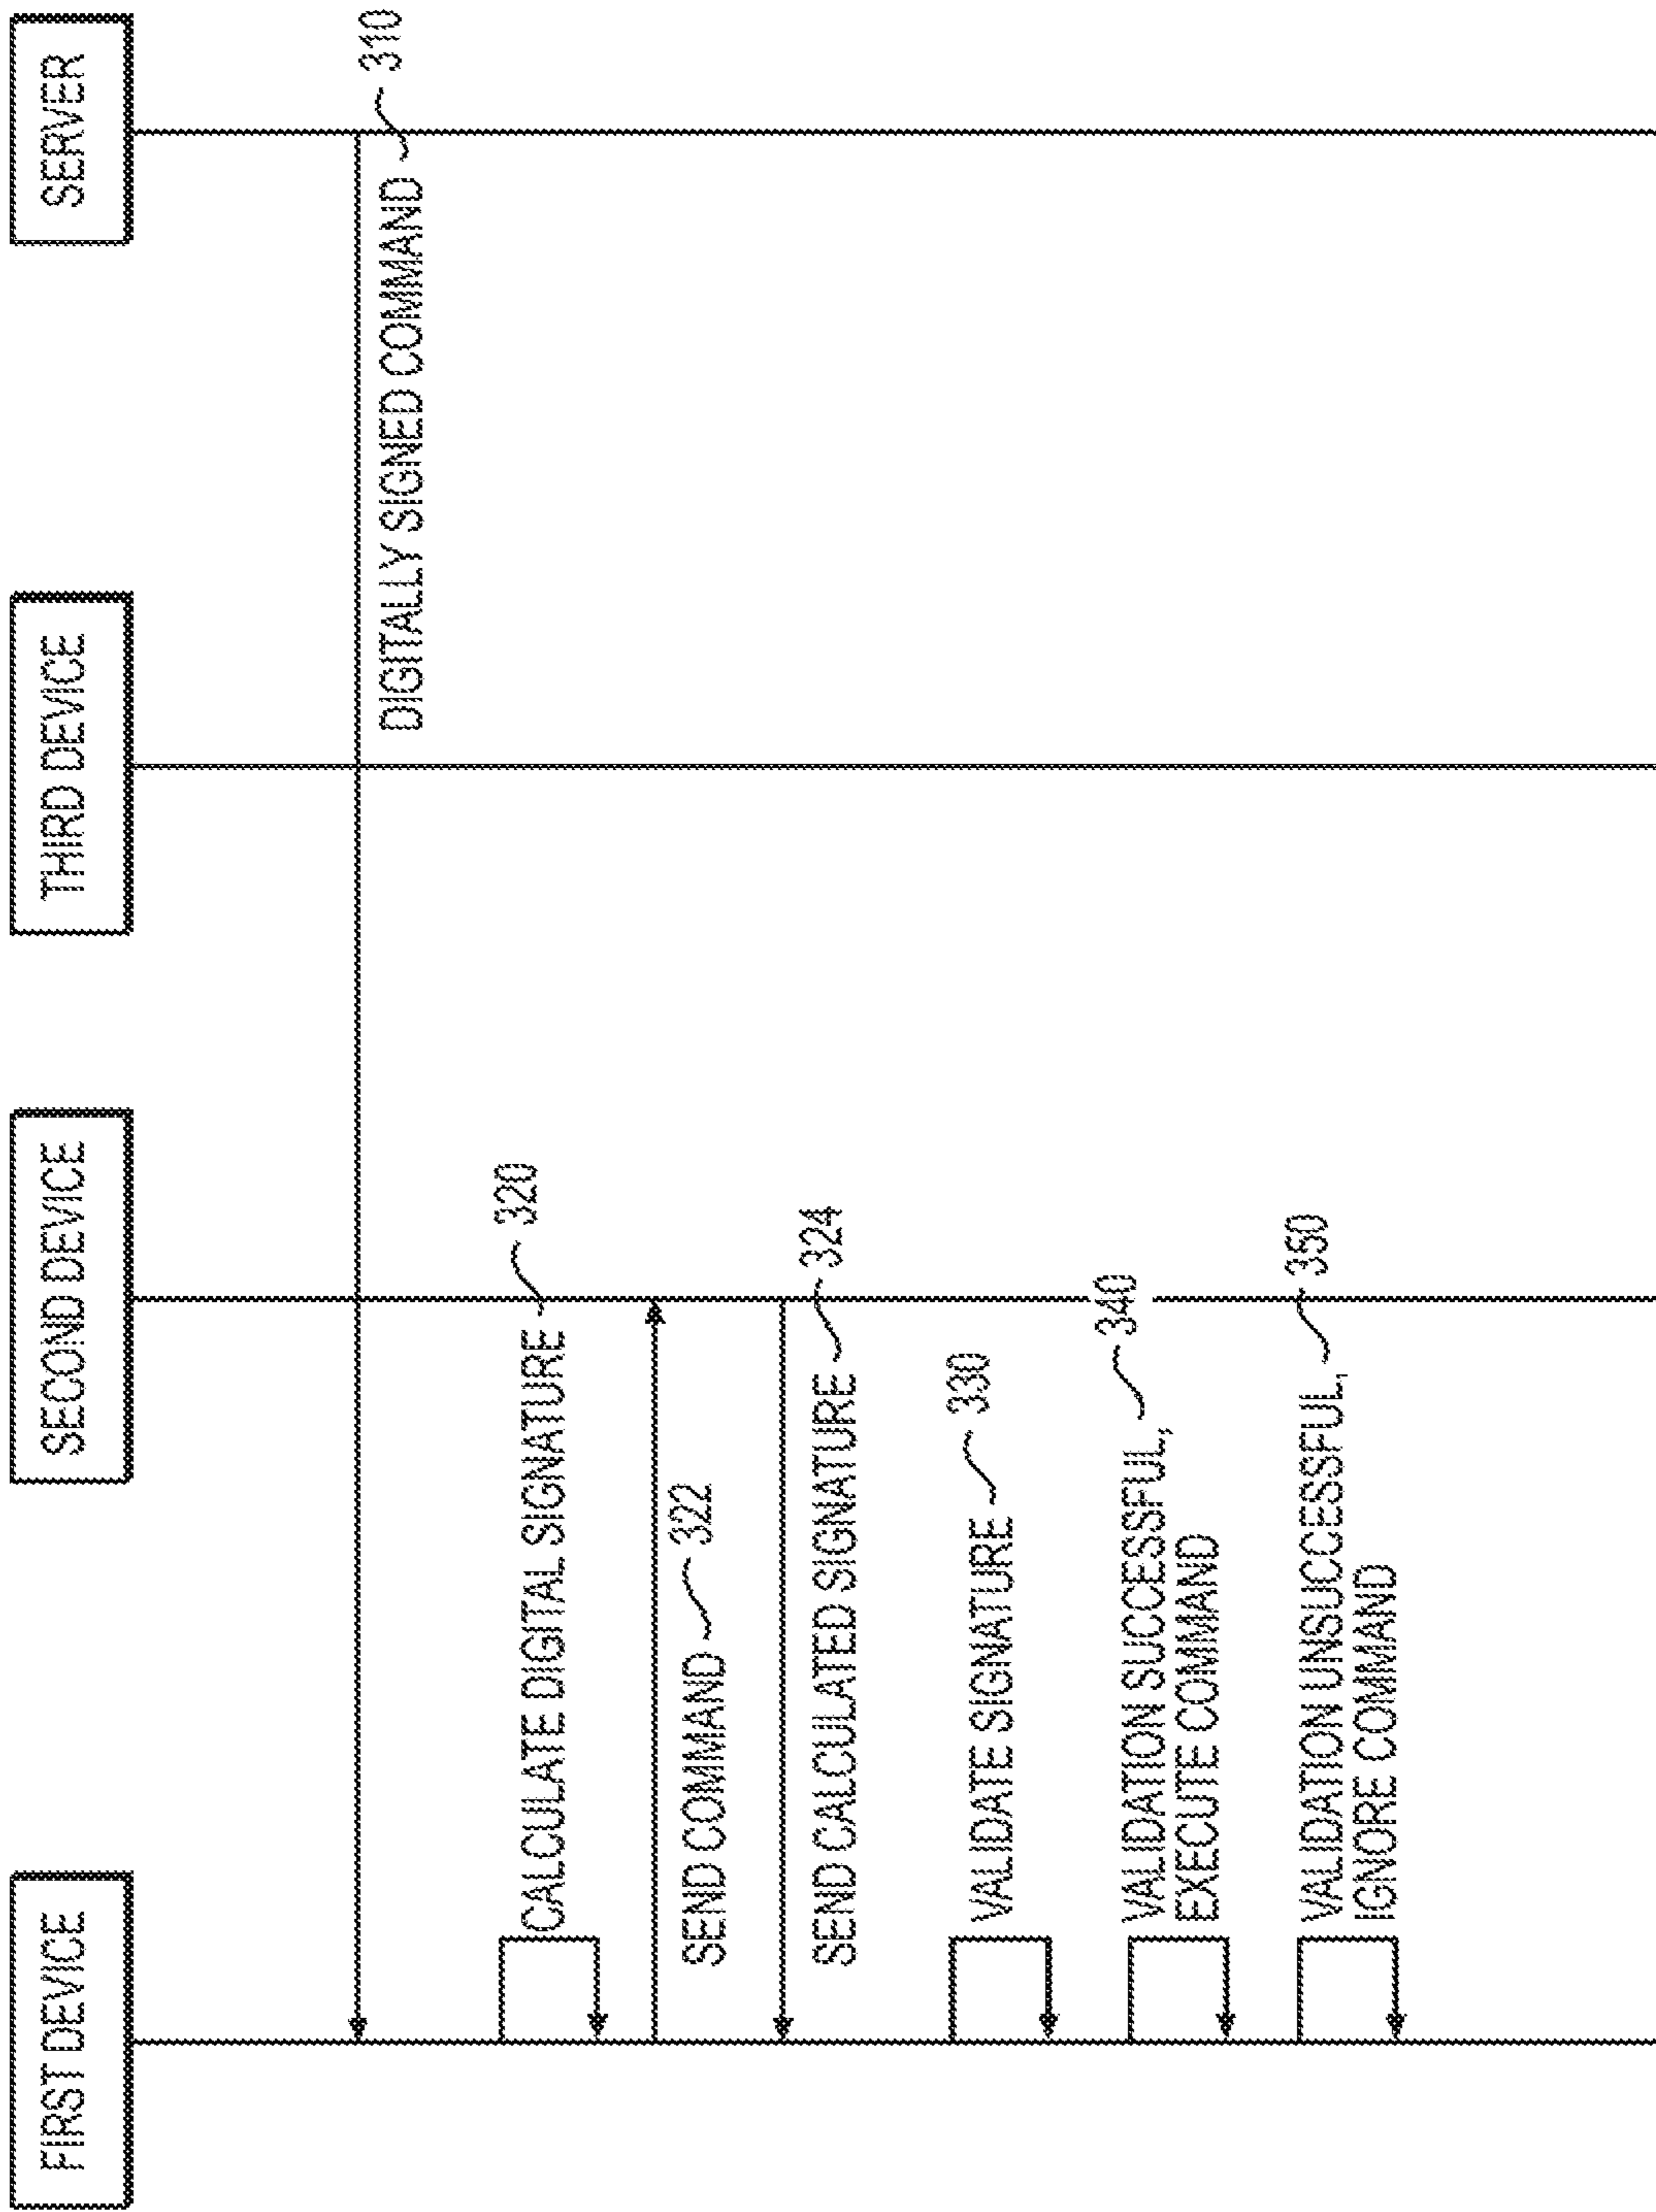 FIRST DEVICE
SECOND DEVICE
THIRD DEVICE
SERVER
DIGITALLY SIGNED COMMAND 310
CALCULATE DIGITAL SIGNATURE 320
SEND COMMAND 322
SEND CALCULATED SIGNATURE 324
VALIDATE SIGNATURE 330
VALIDATION SUCCESSFUL, 340
EXECUTE COMMAND
VALIDATION UNSUCCESSFUL, 350
IGNORE COMMAND